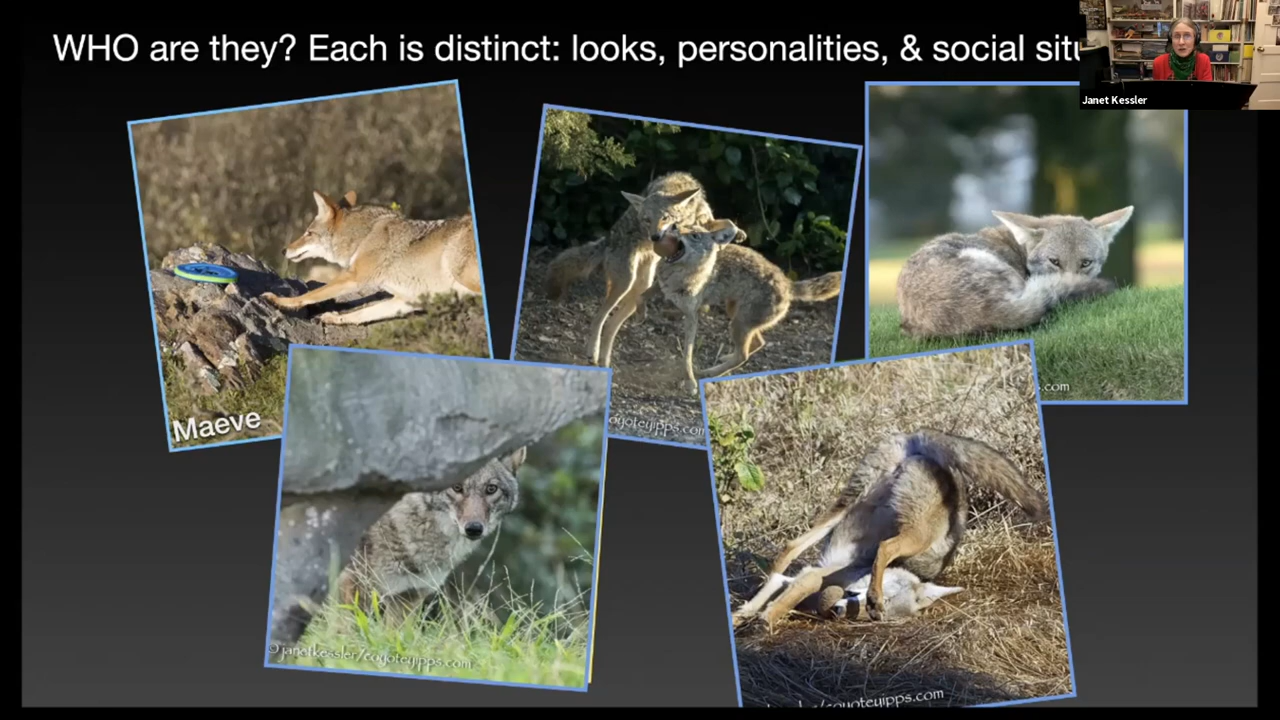 WHO are they? Each is distinct: looks, personalities, & social situ
Janet Kessler
Maeve
coyoteyipps.com
.com
© janetkessler/coyoteyipps.com
/coyoteyipps.com